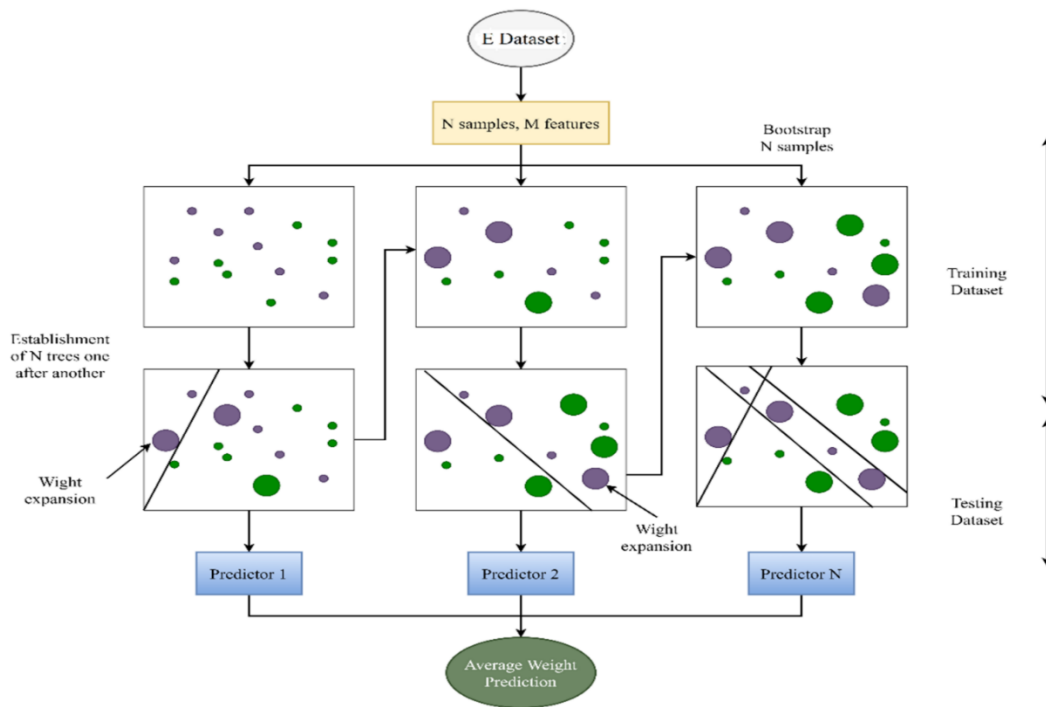 E Dataset:
N samples, M features
Bootstrap
N samples
Training
Dataset
Establishment
of N trees one
after another
Wight
expansion
Wight
expansion
Testing
Dataset
Predictor 1
Predictor 2
Predictor N
Average Weight
Prediction